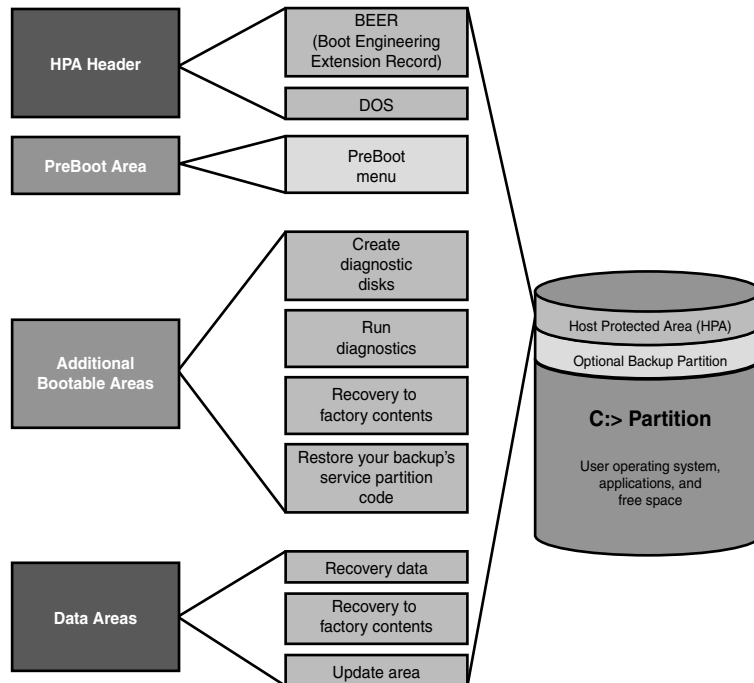 HPA Header
BEER
(Boot Engineering
Extension Record)
DOS
PreBoot Area
PreBoot
menu
Additional
Bootable Areas
Create
diagnostic
disks
Run
diagnostics
Recovery to
factory contents
Restore your backup's
service partition
code
Data Areas
Recovery data
Recovery to
factory contents
Update area
Host Protected Area (HPA)
Optional Backup Partition
C:> Partition
User operating system,
applications, and
free space